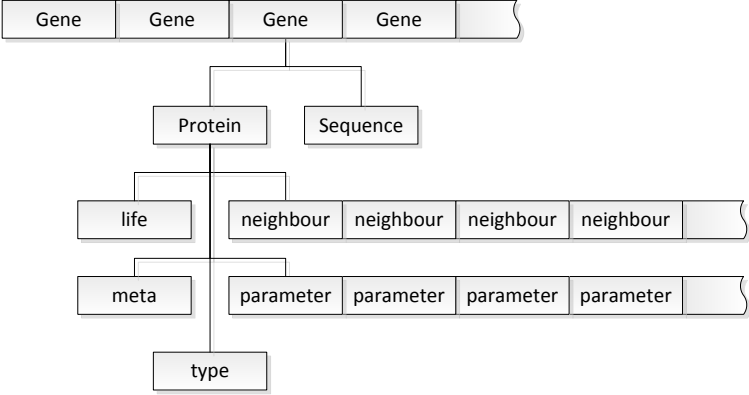 Gene Gene Gene Gene
Protein Sequence
life neighbour neighbour neighbour neighbour
meta parameter parameter parameter parameter
type